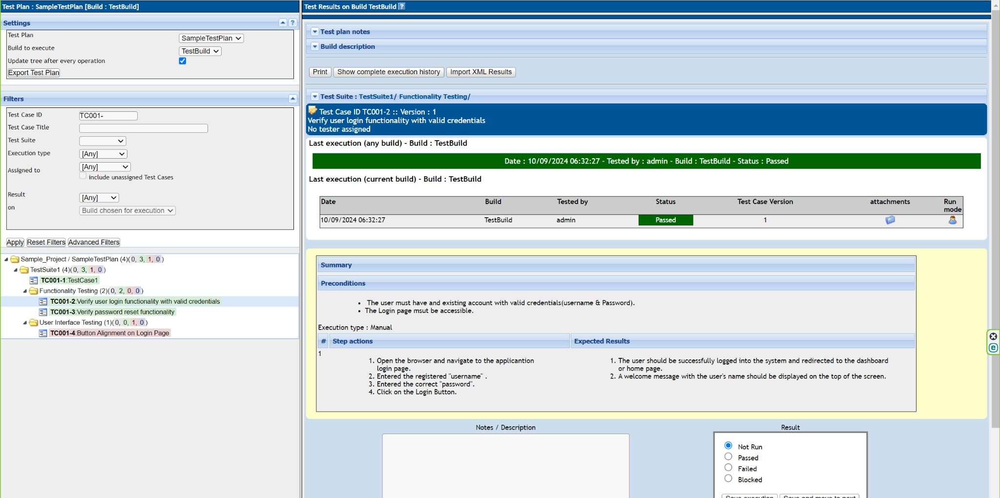 Test Plan : SampleTestPlan [Build : TestBuild]
Settings
?
Test Plan
SampleTestPlan
Build to execute
TestBuild
Update tree after every operation
Export Test Plan
Filters
Test Case ID
TC001-
Test Case Title
Test Suite
Execution type
[Any]
Assigned to
[Any]
include unassigned Test Cases
Result
[Any]
on
Build chosen for execution
Apply Reset Filters Advanced Filters
Sample_Project / SampleTestPlan (4)(0, 3, 1, 0)
TestSuite1 (4)(0, 3, 1, 0)
TC001-1:TestCase1
Functionality Testing (2)(0, 2, 0, 0)
TC001-2:Verify user login functionality with valid credentials
TC001-3:Verify password reset functionality
User Interface Testing (1)(0, 0, 1, 0)
TC001-4:Button Alignment on Login Page
Test Results on Build TestBuild ?
Test plan notes
Build description
Print Show complete execution history Import XML Results
Test Suite : TestSuite1/ Functionality Testing/
Test Case ID TC001-2 :: Version : 1
Verify user login functionality with valid credentials
No tester assigned
Last execution (any build) - Build : TestBuild
Date : 10/09/2024 06:32:27 - Tested by : admin - Build : TestBuild - Status : Passed
Last execution (current build) - Build : TestBuild
Date Build Tested by Status Test Case Version attachments Run mode
10/09/2024 06:32:27 TestBuild admin Passed 1
Summary
Preconditions
• The user must have and existing account with valid credentials(username & Password).
• The Login page msut be accessible.
Execution type : Manual
# Step actions Expected Results
1
1. Open the browser and navigate to the applicantion
login page.
2. Entered the registered "username" .
3. Entered the correct "password".
4. Click on the Login Button.
1. The user should be successfully logged into the system and redirected to the dashboard
or home page.
2. A welcome message with the user's name should be displayed on the top of the screen.
Notes / Description
Result
Not Run
Passed
Failed
Blocked
Save execution Save and move to next
e